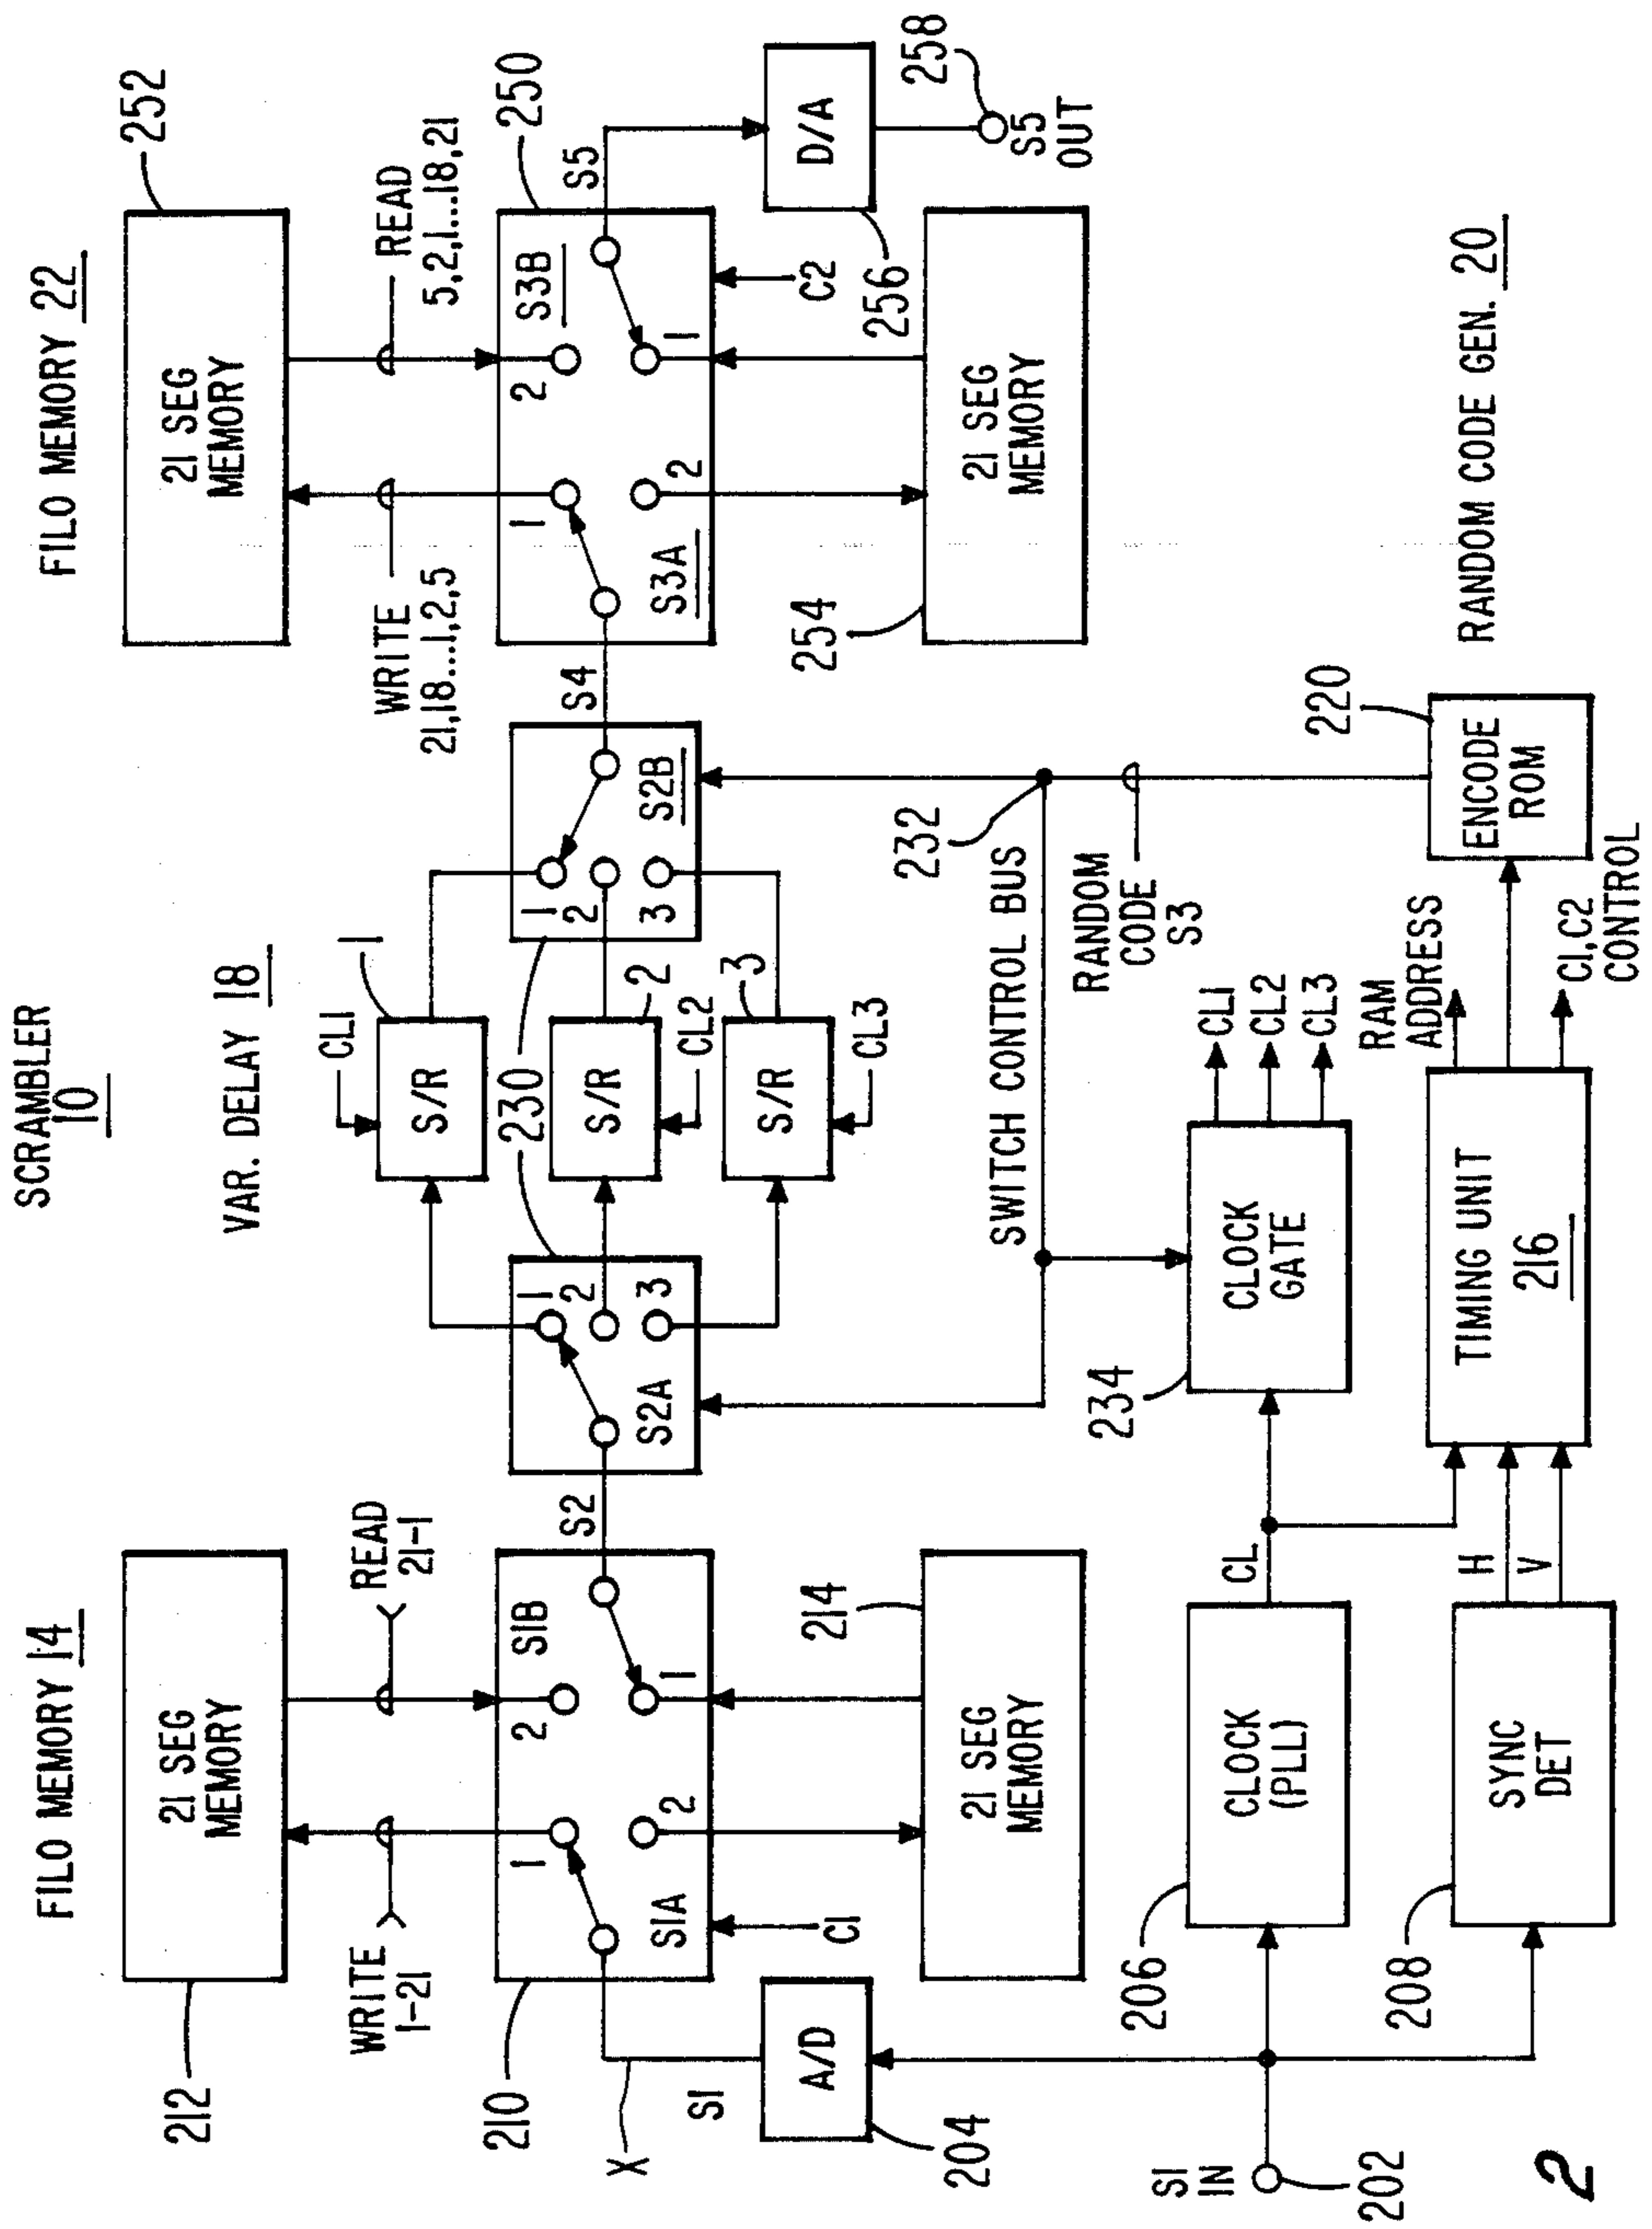 SCRAMBLER
10
FILO MEMORY 14
VAR. DELAY 18
FILO MEMORY 22
212
21 SEG
MEMORY
252
21 SEG
MEMORY
WRITE
1-21
READ
21-1
WRITE
21,18...1,2,5
READ
5,2,1...18,21
210
1
2
S1A
2
S1B
1
C1
S2
230
S2A
1
2
3
CL1
S/R
1
S/R
2
CL2
S/R
3
CL3
1
2
3
S2B
S4
250
1
2
S3A
2
S3B
1
C2
S5
X
S1
A/D
204
214
21 SEG
MEMORY
254
21 SEG
MEMORY
256
D/A
258
S5
OUT
SWITCH CONTROL BUS
232
RANDOM
CODE
S3
RANDOM CODE GEN. 20
S1
IN
202
206
CLOCK
(PLL)
CL
234
CLOCK
GATE
CL1
CL2
CL3
208
SYNC
DET
H
V
TIMING UNIT
216
RAM
ADDRESS
C1,C2
CONTROL
220
ENCODE
ROM
2